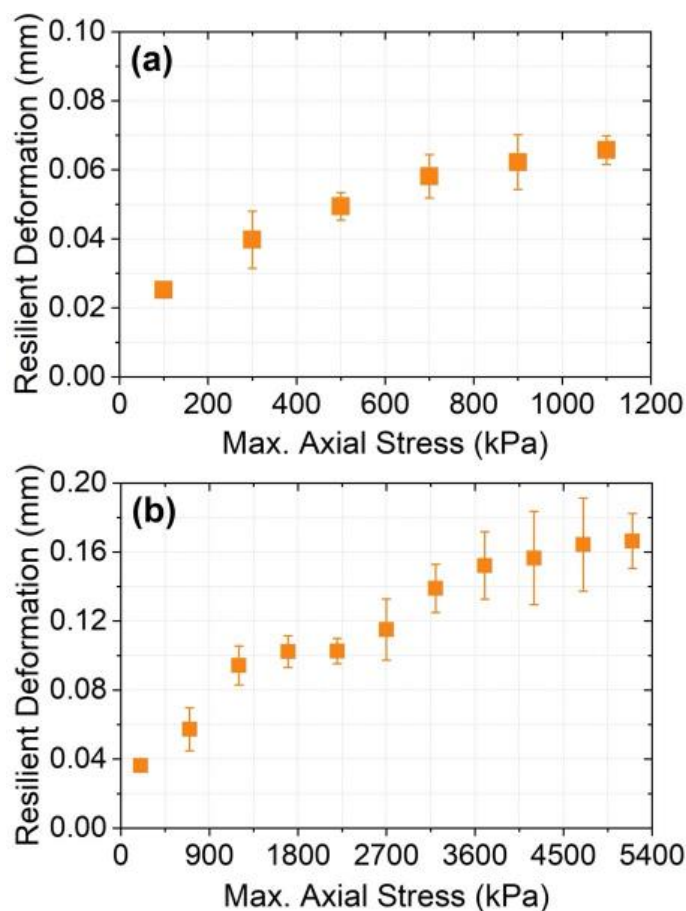 (a)
Resilient Deformation (mm)
0.10
0.08
0.06
0.04
0.02
0.00
0 200 400 600 800 1000 1200
Max. Axial Stress (kPa)
(b)
Resilient Deformation (mm)
0.20
0.16
0.12
0.08
0.04
0.00
0 900 1800 2700 3600 4500 5400
Max. Axial Stress (kPa)